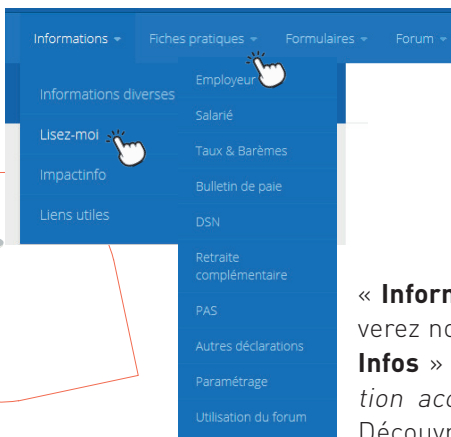 Informations Fiches pratiques Formulaires Forum
Informations diverses
Lisez-moi
Impactinfo
Liens utiles
Employeur
Salarié
Taux & Barèmes
Bulletin de paie
DSN
Retraite
complémentaire
PAS
Autres déclarations
Paramétrage
Utilisation du forum
« Inform
verez no
Infos »
tion acc
Découvr